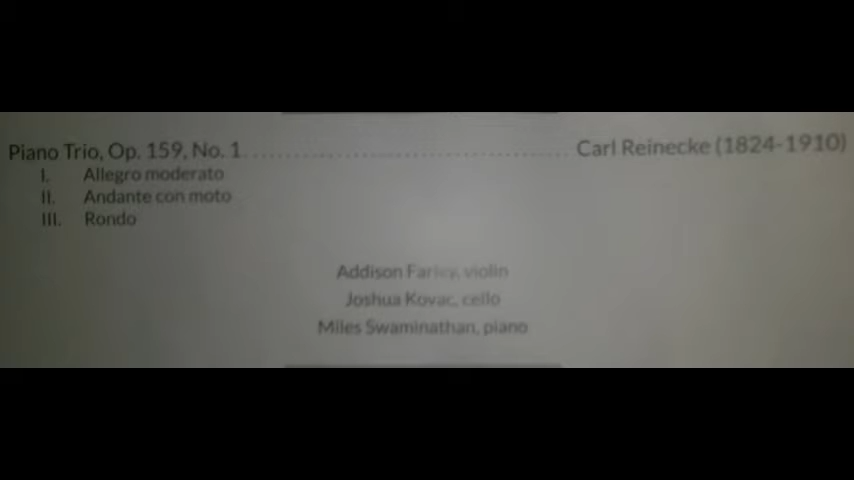 Piano Trio, Op. 159, No. 1 ................................ Carl Reinecke (1824-1910)
I. Allegro moderato
II. Andante con moto
III. Rondo
Addison Farley, violin
Joshua Kovac, cello
Miles Swaminathan, piano